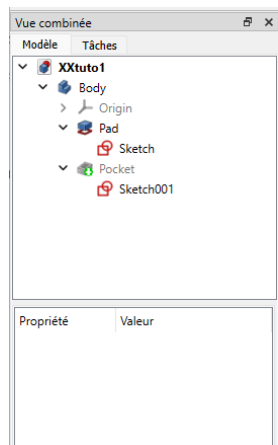 Vue combinée
Modèle Tâches
XXtuto1
Body
Origin
Pad
Sketch
Pocket
Sketch001
Propriété Valeur